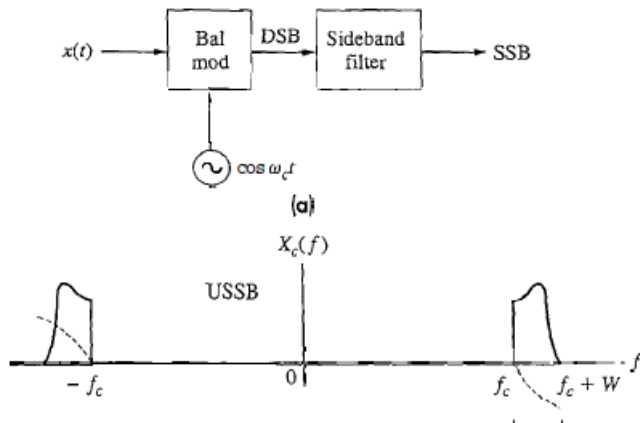 x(t)
Bal
mod
DSB
Sideband
filter
SSB
cos ω_c t
(a)
X_c(f)
USSB
- f_c
0
f_c
f_c + W
f